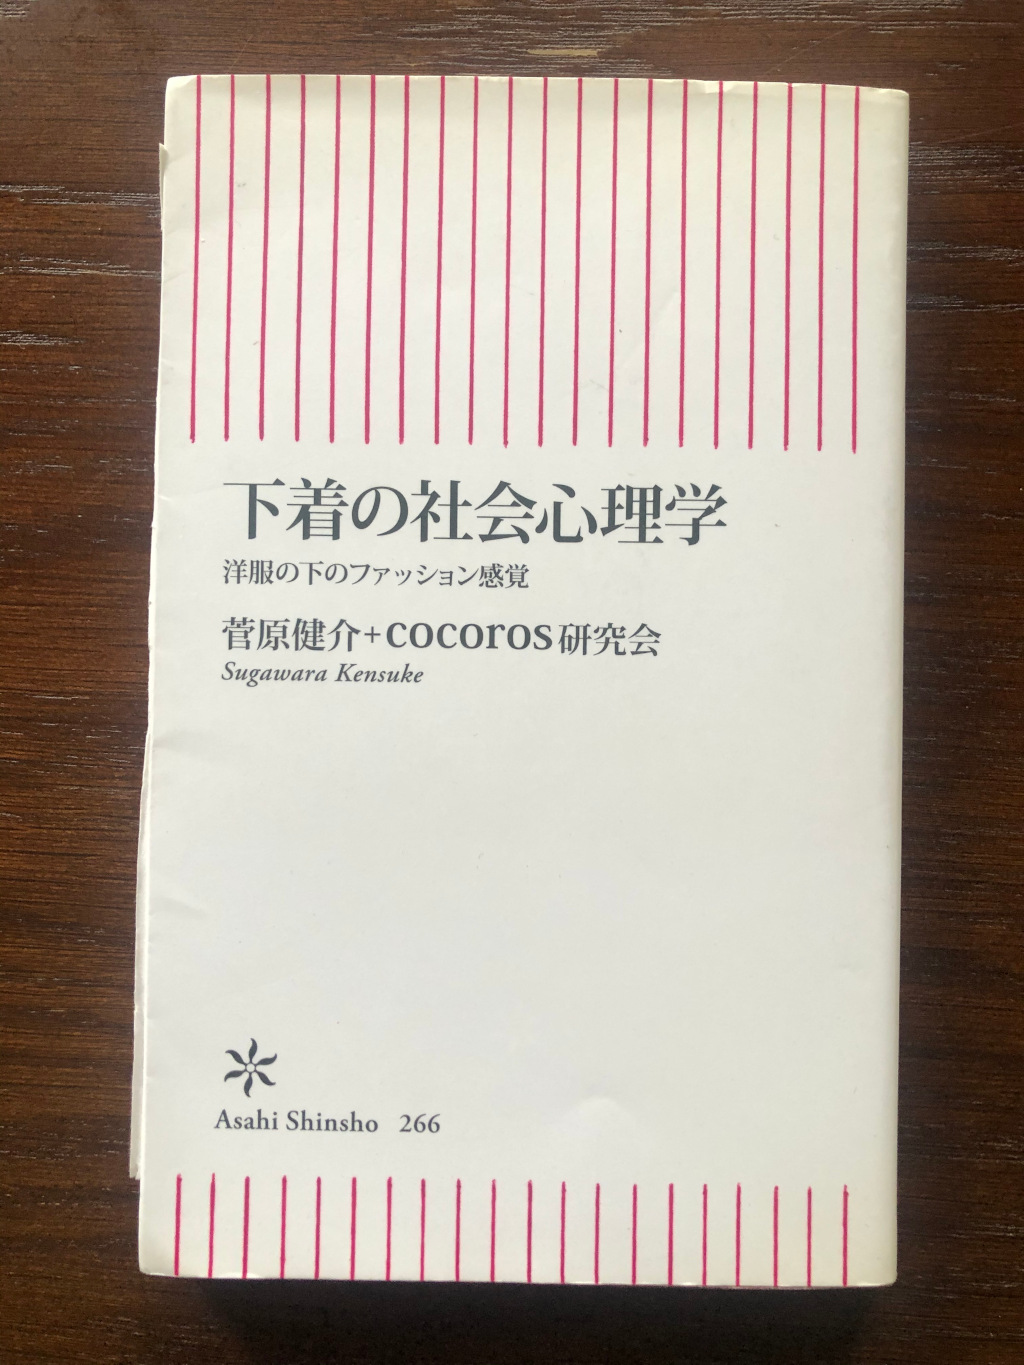 下着の社会心理学
洋服の下のファッション感覚
菅原健介+cocoros研究会
Sugawara Kensuke
Asahi Shinsho 266